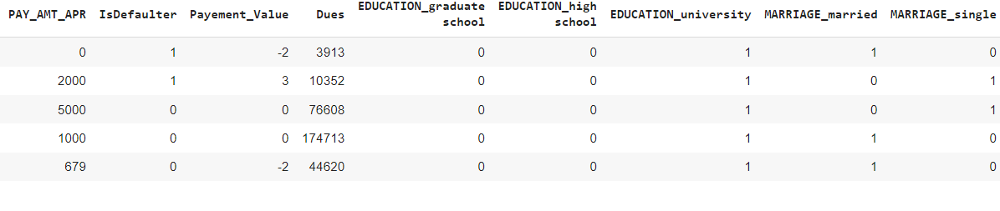 PAY_AMT_APR IsDefaulter Payement_Value Dues EDUCATION_graduate school EDUCATION_high school EDUCATION_university MARRIAGE_married MARRIAGE_single
0 1 -2 3913 0 0 1 1 0
2000 1 3 10352 0 0 1 0 1
5000 0 0 76608 0 0 1 0 1
1000 0 0 174713 0 0 1 1 0
679 0 -2 44620 0 0 1 1 0